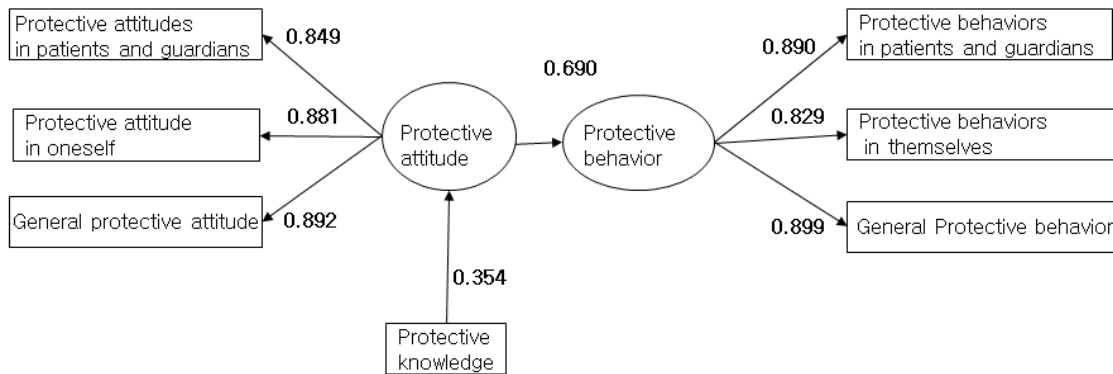 Protective attitudes
in patients and guardians
0.849
0.690
0.890
Protective behaviors
in patients and guardians
Protective attitude
in oneself
0.881
Protective
attitude
Protective
behavior
0.829
Protective behaviors
in themselves
General protective attitude
0.892
0.899
General Protective behavior
0.354
Protective
knowledge